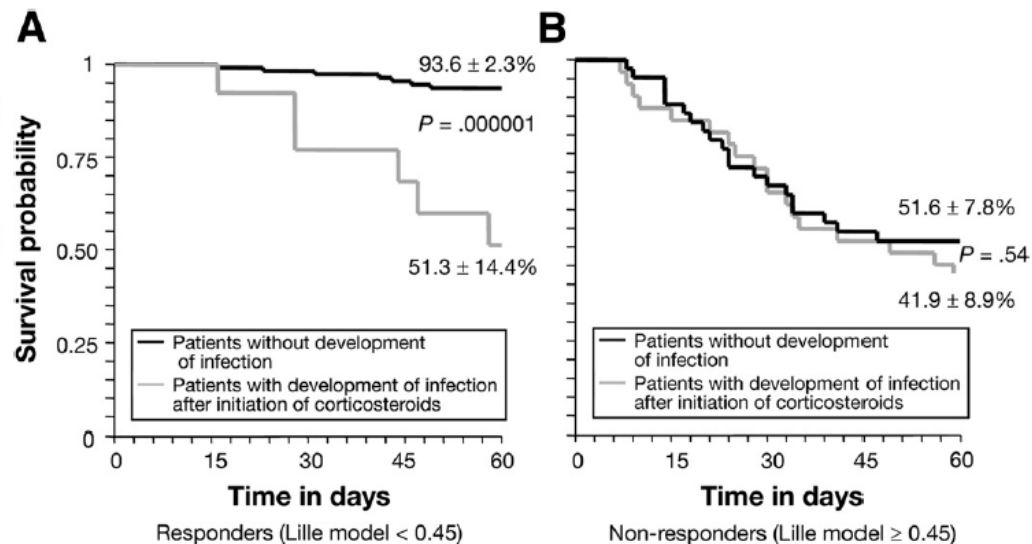 A
B
Survival probability
1
0.75
0.50
0.25
0
93.6 ± 2.3%
P = .000001
51.3 ± 14.4%
Patients without development
of infection
Patients with development of infection
after initiation of corticosteroids
0 15 30 45 60
Time in days
Responders (Lille model < 0.45)
51.6 ± 7.8%
P = .54
41.9 ± 8.9%
Patients without development
of infection
Patients with development of infection
after initiation of corticosteroids
0 15 30 45 60
Time in days
Non-responders (Lille model ≥ 0.45)